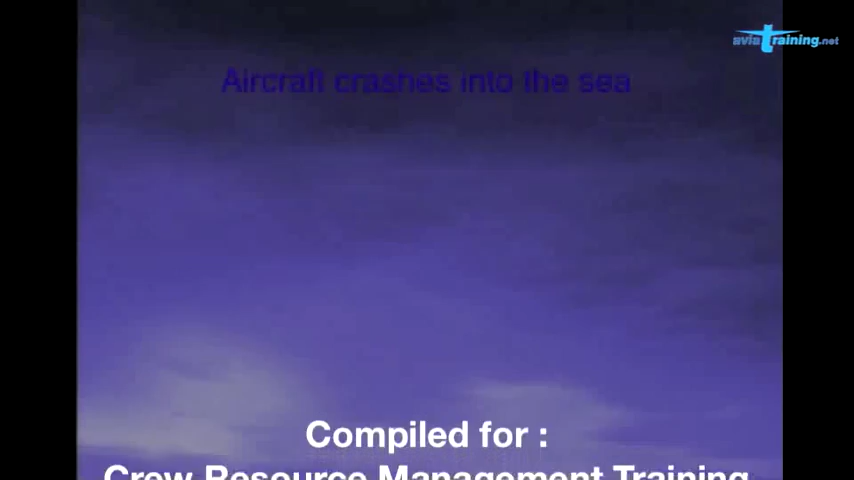 aviatraining.net
Aircraft crashes into the sea
Compiled for :
Crew Resource Management Training